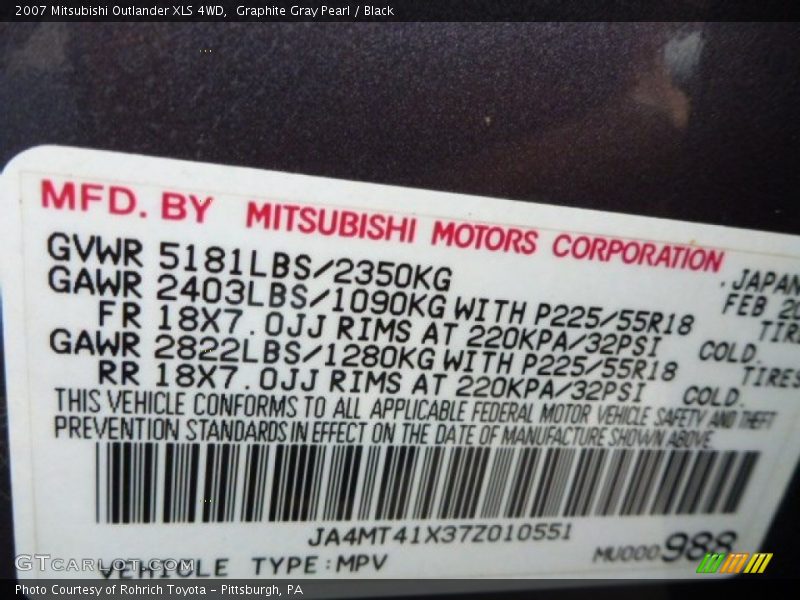 2007 Mitsubishi Outlander XLS 4WD, Graphite Gray Pearl / Black
MFD. BY MITSUBISHI MOTORS CORPORATION
GVWR 5181LBS/2350KG .JAPAN
GAWR 2403LBS/1090KG WITH P225/55R18 FEB
FR 18X7.0JJ RIMS AT 220KPA/32PSI COLD.
GAWR 2822LBS/1280KG WITH P225/55R18 TIRES
RR 18X7.0JJ RIMS AT 220KPA/32PSI COLD.
THIS VEHICLE CONFORMS TO ALL APPLICABLE FEDERAL MOTOR VEHICLE SAFETY AND THEFT
PREVENTION STANDARDS IN EFFECT ON THE DATE OF MANUFACTURE SHOWN ABOVE.
JA4MT41X37Z010551
MU000988
VEHICLE TYPE:MPV
GTCARLOT.COM
Photo Courtesy of Rohrich Toyota - Pittsburgh, PA